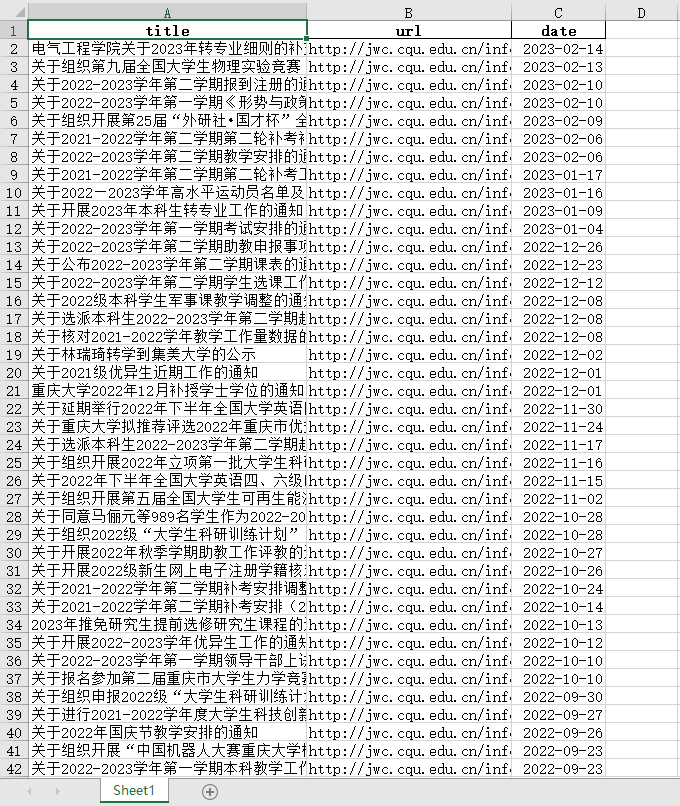 A B C D
1 title url date
2 电气工程学院关于2023年转专业细则的补 http://jwc.cqu.edu.cn/inf 2023-02-14
3 关于组织第九届全国大学生物理实验竞赛 http://jwc.cqu.edu.cn/inf 2023-02-13
4 关于2022-2023学年第二学期报到注册的通 http://jwc.cqu.edu.cn/inf 2023-02-10
5 关于2022-2023学年第一学期《形势与政策 http://jwc.cqu.edu.cn/inf 2023-02-10
6 关于组织开展第25届“外研社•国才杯”全 http://jwc.cqu.edu.cn/inf 2023-02-09
7 关于2021-2022学年第二学期第二轮补考补 http://jwc.cqu.edu.cn/inf 2023-02-06
8 关于2022-2023学年第二学期教学安排的通 http://jwc.cqu.edu.cn/inf 2023-02-06
9 关于2021-2022学年第二学期第二轮补考工 http://jwc.cqu.edu.cn/inf 2023-01-17
10 关于2022—2023学年高水平运动员名单及 http://jwc.cqu.edu.cn/inf 2023-01-16
11 关于开展2023年本科生转专业工作的通知 http://jwc.cqu.edu.cn/inf 2023-01-09
12 关于2022-2023学年第一学期考试安排的通 http://jwc.cqu.edu.cn/inf 2023-01-04
13 关于2022-2023学年第二学期助教申报事项 http://jwc.cqu.edu.cn/inf 2022-12-26
14 关于公布2022-2023学年第二学期课表的通 http://jwc.cqu.edu.cn/inf 2022-12-23
15 关于2022-2023学年第二学期学生选课工作 http://jwc.cqu.edu.cn/inf 2022-12-12
16 关于2022级本科学生军事课教学调整的通知 http://jwc.cqu.edu.cn/inf 2022-12-08
17 关于选派本科生2022-2023学年第二学期赴 http://jwc.cqu.edu.cn/inf 2022-12-08
18 关于核对2021-2022学年教学工作量数据的 http://jwc.cqu.edu.cn/inf 2022-12-08
19 关于林瑞琦转学到集美大学的公示 http://jwc.cqu.edu.cn/inf 2022-12-02
20 关于2021级优异生近期工作的通知 http://jwc.cqu.edu.cn/inf 2022-12-01
21 重庆大学2022年12月补授学士学位的通知 http://jwc.cqu.edu.cn/inf 2022-12-01
22 关于延期举行2022年下半年全国大学英语 http://jwc.cqu.edu.cn/inf 2022-11-30
23 关于重庆大学拟推荐评选2022年重庆市优 http://jwc.cqu.edu.cn/inf 2022-11-24
24 关于选派本科生2022-2023学年第二学期赴 http://jwc.cqu.edu.cn/inf 2022-11-17
25 关于组织开展2022年立项第一批大学生科研 http://jwc.cqu.edu.cn/inf 2022-11-16
26 关于2022年下半年全国大学英语四、六级 http://jwc.cqu.edu.cn/inf 2022-11-15
27 关于组织开展第五届全国大学生可再生能 http://jwc.cqu.edu.cn/inf 2022-11-02
28 关于同意马俪元等989名学生作为2022-20 http://jwc.cqu.edu.cn/inf 2022-10-28
29 关于组织2022级“大学生科研训练计划” http://jwc.cqu.edu.cn/inf 2022-10-28
30 关于开展2022年秋季学期助教工作评教的 http://jwc.cqu.edu.cn/inf 2022-10-27
31 关于开展2022级新生网上电子注册学籍核 http://jwc.cqu.edu.cn/inf 2022-10-26
32 关于2021-2022学年第二学期补考安排调整 http://jwc.cqu.edu.cn/inf 2022-10-24
33 关于2021-2022学年第二学期补考安排（2 http://jwc.cqu.edu.cn/inf 2022-10-14
34 2023年推免研究生提前选修研究生课程的 http://jwc.cqu.edu.cn/inf 2022-10-13
35 关于开展2022-2023学年优异生工作的通知 http://jwc.cqu.edu.cn/inf 2022-10-12
36 关于2022-2023学年第一学期领导干部上讲 http://jwc.cqu.edu.cn/inf 2022-10-10
37 关于报名参加第二届重庆市大学生力学竞赛 http://jwc.cqu.edu.cn/inf 2022-10-10
38 关于组织申报2022级“大学生科研训练计 http://jwc.cqu.edu.cn/inf 2022-09-30
39 关于进行2021-2022学年度大学生科技创新 http://jwc.cqu.edu.cn/inf 2022-09-27
40 关于2022年国庆节教学安排的通知 http://jwc.cqu.edu.cn/inf 2022-09-26
41 关于组织开展“中国机器人大赛重庆大学校 http://jwc.cqu.edu.cn/inf 2022-09-23
42 关于2022-2023学年第一学期本科教学工作 http://jwc.cqu.edu.cn/inf 2022-09-23
Sheet1